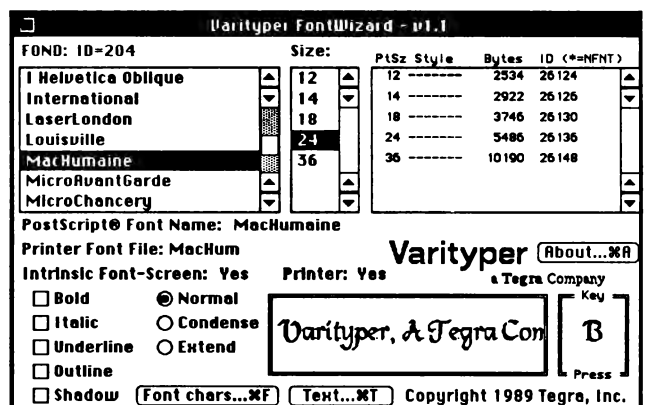 Varityper FontWizard - v1.1
FOND: ID=204
Size:
PtSz Style Bytes ID (*=NFNT)
I Helvetica Oblique
International
LaserLondon
Louisville
MacHumaine
MicroAvantGarde
MicroChancery
12
14
18
24
36
12 ------- 2534 26124
14 ------- 2922 26126
18 ------- 3746 26130
24 ------- 5486 26136
36 ------- 10190 26148
PostScript® Font Name: MacHumaine
Printer Font File: MacHum
Varityper
About...⌘A
Intrinsic Font-Screen: Yes Printer: Yes
a Tegra Company
Bold
Italic
Underline
Outline
Shadow
Normal
Condense
Extend
Varityper, A Tegra Com
Key
B
Press
Font chars...⌘F
Text...⌘T
Copyright 1989 Tegra, Inc.